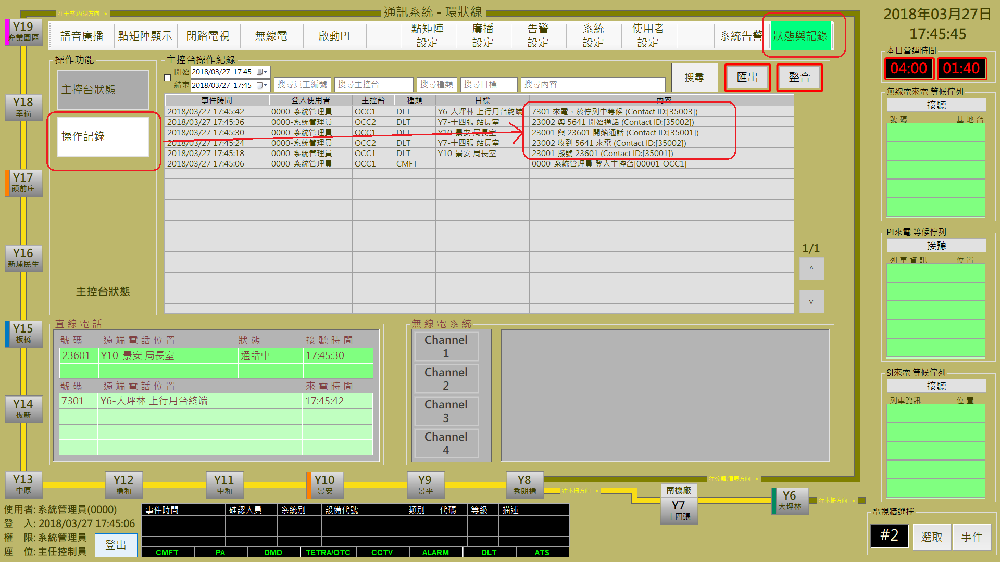 往士林,內湖方向 ->
通訊系統 - 環狀線
2018年03月27日
17:45:45
Y19
產業園區
語音廣播
點矩陣顯示
閉路電視
無線電
啟動PI
點矩陣
設定
廣播
設定
告警
設定
系統
設定
使用者
設定
系統告警
狀態與記錄
本日營運時間
04:00 01:40
操作功能
主控台狀態
操作記錄
主控台狀態
主控台操作紀錄
開始 2018/03/27 17:45
結束 2018/03/27 17:45
搜尋員工編號 搜尋主控台 搜尋種類 搜尋目標 搜尋內容
搜尋
匯出
整合
事件時間 登入使用者 主控台 種類 目標 內容
2018/03/27 17:45:42 0000-系統管理員 OCC1 DLT Y6-大坪林 上行月台終端 7301 來電，於佇列中等候 (Contact ID:[35003])
2018/03/27 17:45:36 0000-系統管理員 OCC2 DLT Y7-十四張 站長室 23002 與 5641 開始通話 (Contact ID:[35002])
2018/03/27 17:45:30 0000-系統管理員 OCC1 DLT Y10-景安 局長室 23001 與 23601 開始通話 (Contact ID:[35001])
2018/03/27 17:45:24 0000-系統管理員 OCC2 DLT Y7-十四張 站長室 23002 收到 5641 來電 (Contact ID:[35002])
2018/03/27 17:45:18 0000-系統管理員 OCC1 DLT Y10-景安 局長室 23001 撥號 23601 (Contact ID:[35001])
2018/03/27 17:45:06 0000-系統管理員 OCC1 CMFT 0000-系統管理員 登入主控台[00001-OCC1]
1/1
^
v
Y18
幸福
Y17
頭前庄
Y16
新埔民生
Y15
板橋
Y14
板新
Y13
中原
無線電來電 等候佇列
接聽
號碼 基地台
PI來電 等候佇列
接聽
列車資訊 位置
SI來電 等候佇列
接聽
列車資訊 位置
直線電話
號碼 遠端電話位置 狀態 接聽時間
23601 Y10-景安 局長室 通話中 17:45:30
號碼 遠端電話位置 來電時間
7301 Y6-大坪林 上行月台終端 17:45:42
無線電系統
Channel
1
Channel
2
Channel
3
Channel
4
Y12
橋和
Y11
中和
Y10
景安
Y9
景平
Y8
秀朗橋
往公館,信義方向 ->
往木柵方向 ->
南機廠
Y7
十四張
Y6
大坪林
往木柵方向 ->
使用者: 系統管理員(0000)
登 入: 2018/03/27 17:45:06
權 限: 系統管理員
座 位: 主任控制員
登出
事件時間 確認人員 系統別 設備代號 類別 代碼 等級 描述
CMFT PA DMD TETRA/OTC CCTV ALARM DLT ATS
電視牆選擇
#2 選取 事件